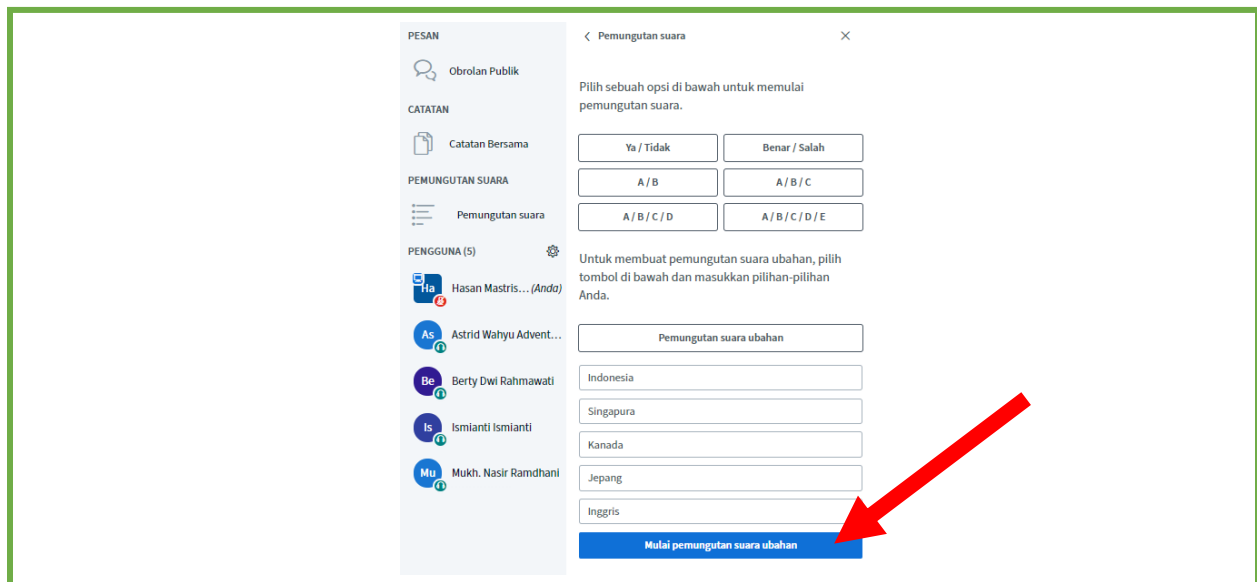 PESAN
Obrolan Publik
CATATAN
Catatan Bersama
PEMUNGUTAN SUARA
Pemungutan suara
PENGGUNA (5)
Ha
Hasan Mastris... (Anda)
As
Astrid Wahyu Advent...
Be
Berty Dwi Rahmawati
Is
Ismianti Ismianti
Mu
Mukh. Nasir Ramdhani
Pemungutan suara
Pilih sebuah opsi di bawah untuk memulai
pemungutan suara.
Ya / Tidak
Benar / Salah
A / B
A / B / C
A / B / C / D
A / B / C / D / E
Untuk membuat pemungutan suara ubahan, pilih
tombol di bawah dan masukkan pilihan-pilihan
Anda.
Pemungutan suara ubahan
Indonesia
Singapura
Kanada
Jepang
Inggris
Mulai pemungutan suara ubahan